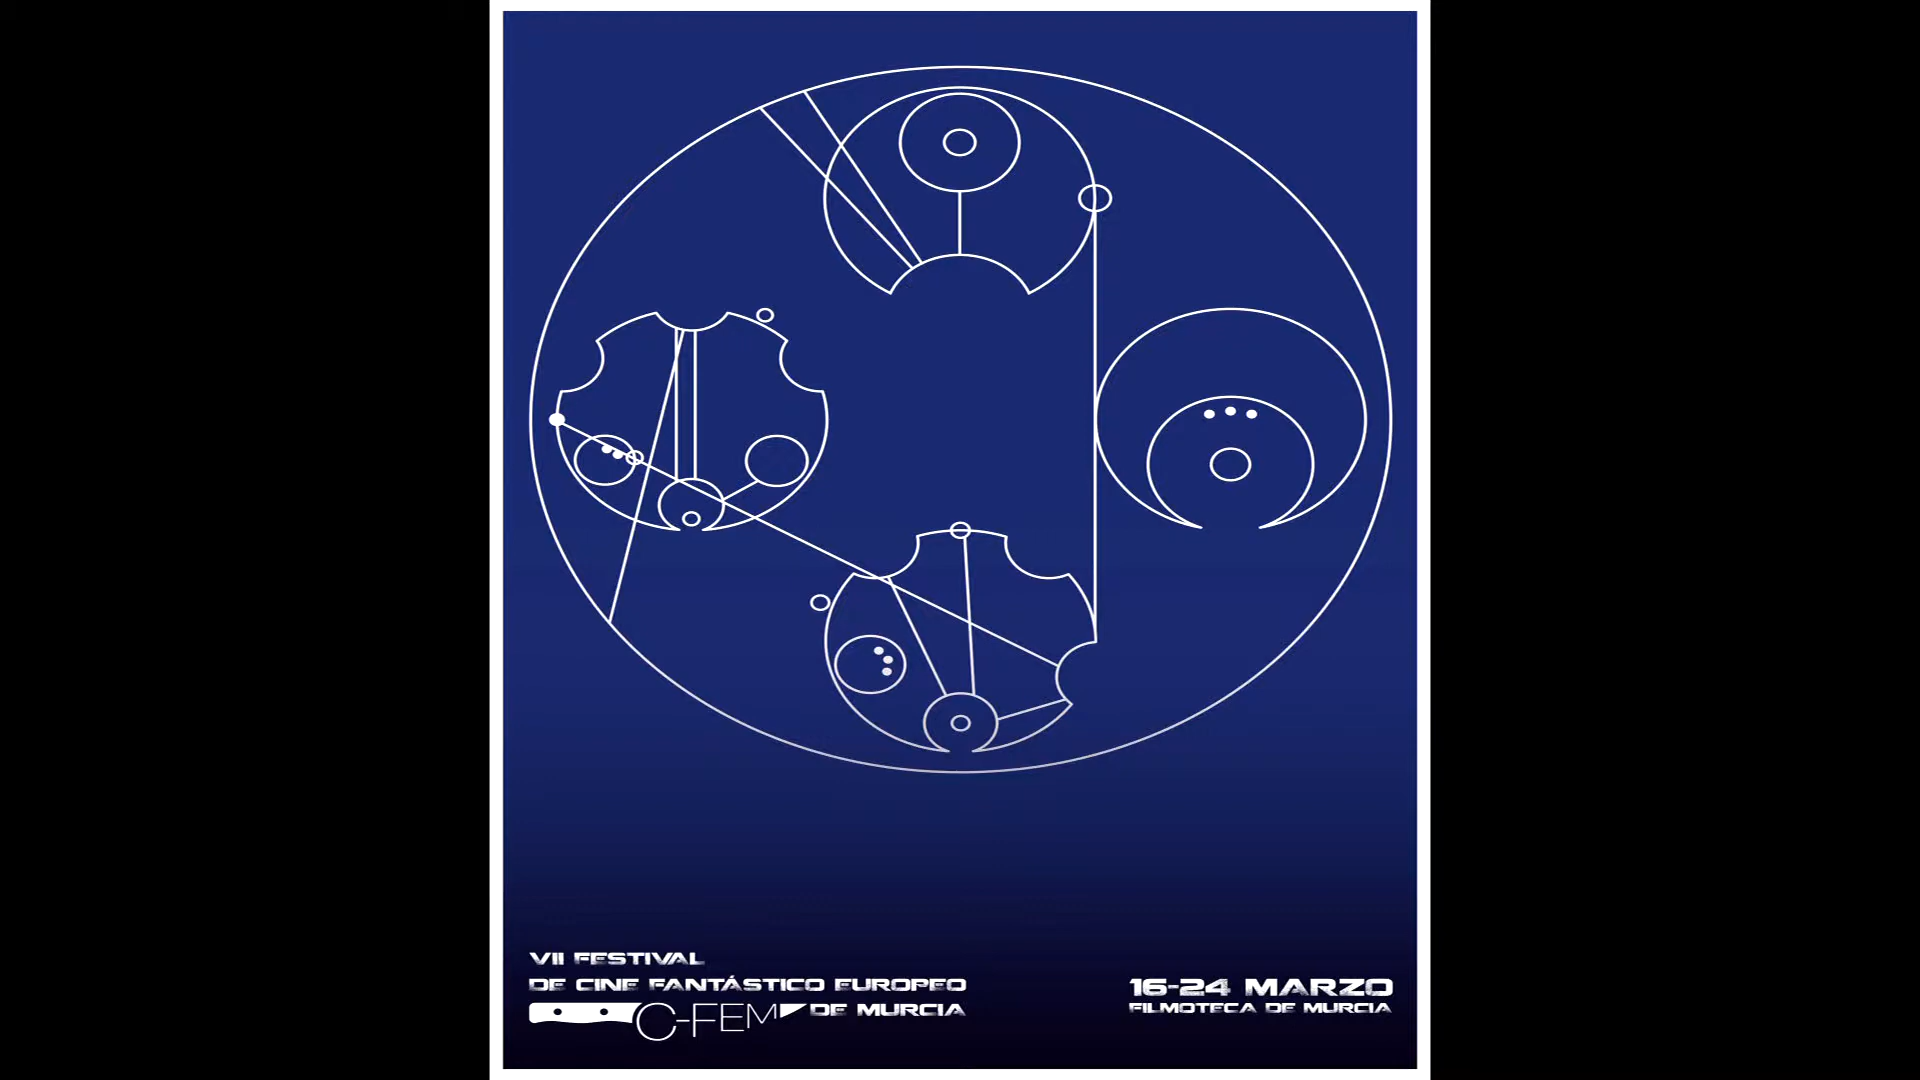 VII FESTIVAL
DE CINE FANTÁSTICO EUROPEO
C-FEM DE MURCIA
16-24 MARZO
FILMOTECA DE MURCIA